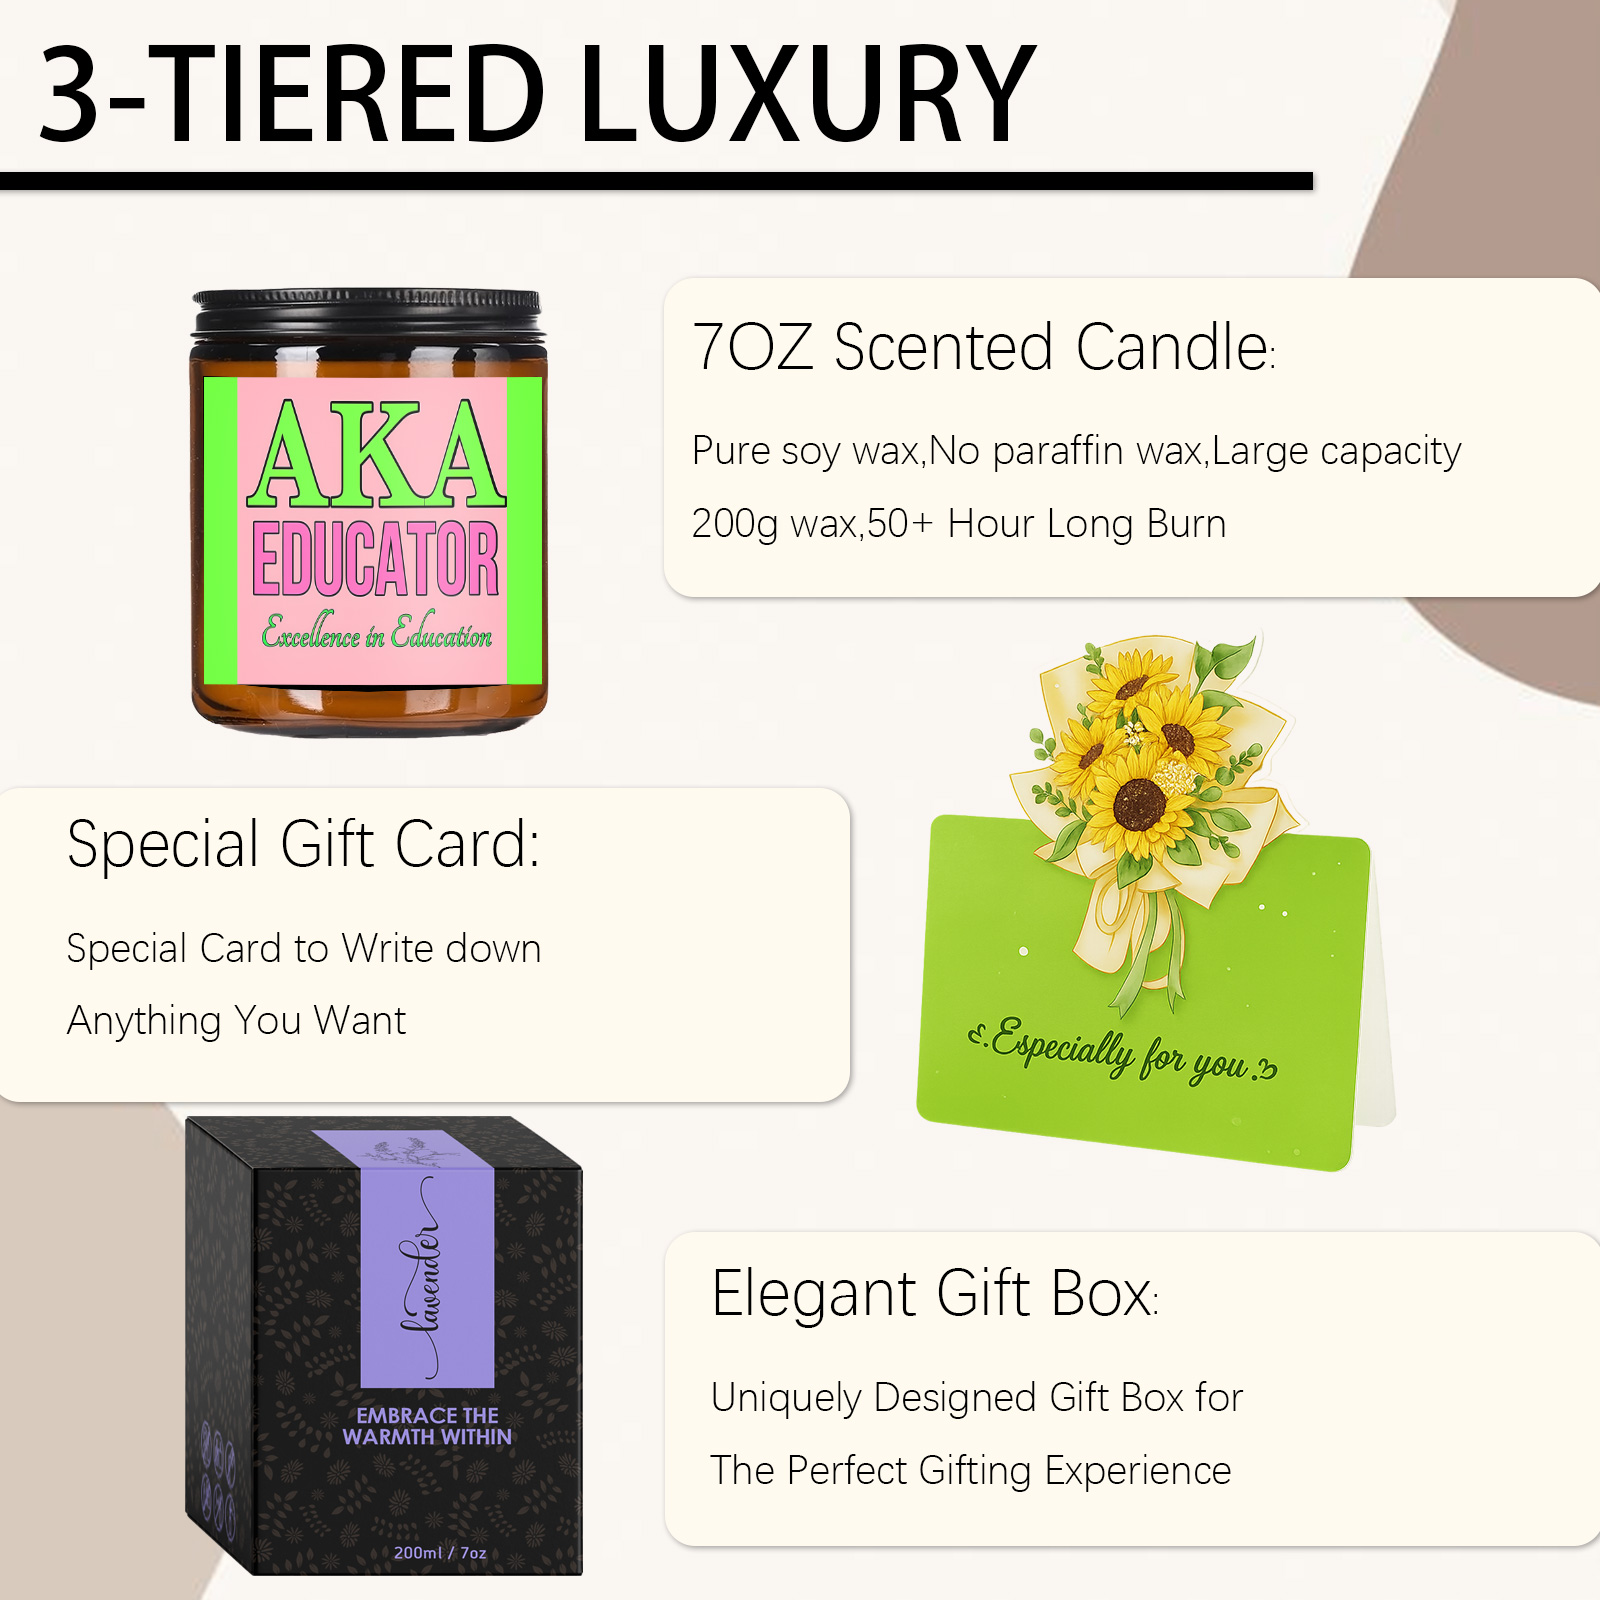 3-TIERED LUXURY
AKA
EDUCATOR
Excellence in Education
7OZ Scented Candle:
Pure soy wax,No paraffin wax,Large capacity
200g wax,50+ Hour Long Burn
Special Gift Card:
Special Card to Write down
Anything You Want
Especially for you
lavender
EMBRACE THE
WARMTH WITHIN
200ml / 7oz
Elegant Gift Box:
Uniquely Designed Gift Box for
The Perfect Gifting Experience